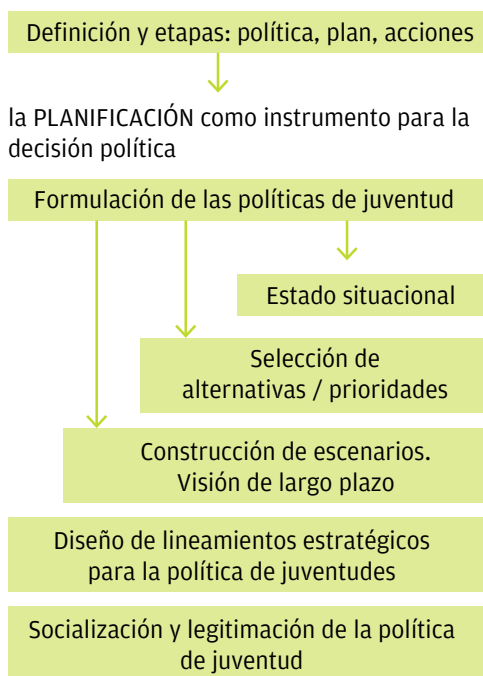 Definición y etapas: política, plan, acciones
la PLANIFICACIÓN como instrumento para la
decisión política
Formulación de las políticas de juventud
Estado situacional
Selección de
alternativas / prioridades
Construcción de escenarios.
Visión de largo plazo
Diseño de lineamientos estratégicos
para la política de juventudes
Socialización y legitimación de la política
de juventud